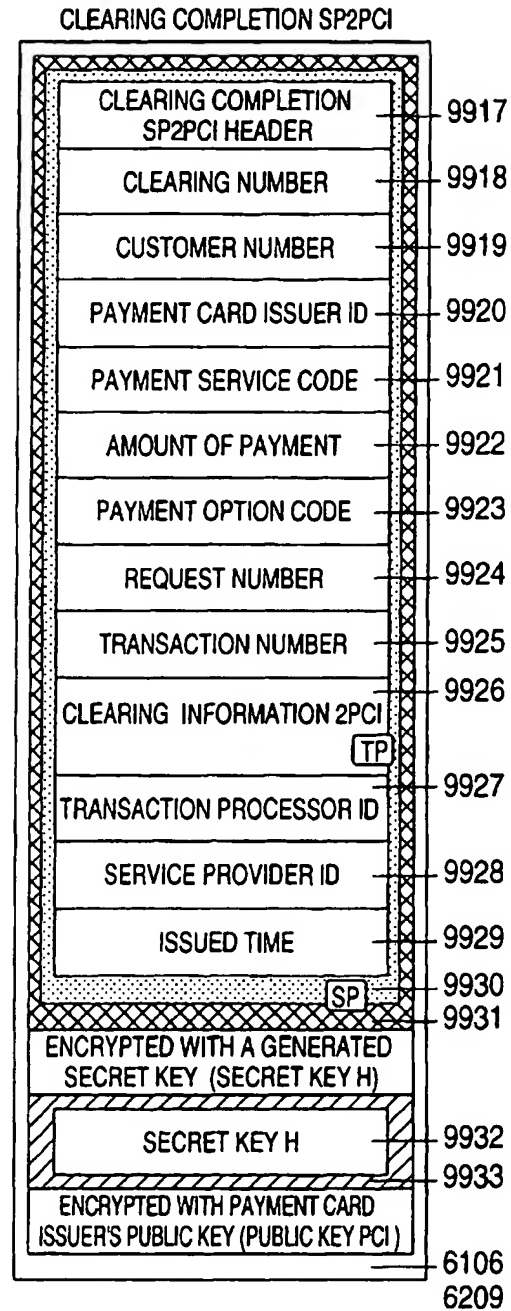 CLEARING COMPLETION SP2PCI
CLEARING COMPLETION
SP2PCI HEADER
9917
CLEARING NUMBER
9918
CUSTOMER NUMBER
9919
PAYMENT CARD ISSUER ID
9920
PAYMENT SERVICE CODE
9921
AMOUNT OF PAYMENT
9922
PAYMENT OPTION CODE
9923
REQUEST NUMBER
9924
TRANSACTION NUMBER
9925
9926
CLEARING INFORMATION 2PCI
TP
9927
TRANSACTION PROCESSOR ID
SERVICE PROVIDER ID
9928
ISSUED TIME
9929
SP
9930
9931
ENCRYPTED WITH A GENERATED
SECRET KEY (SECRET KEY H)
SECRET KEY H
9932
9933
ENCRYPTED WITH PAYMENT CARD
ISSUER'S PUBLIC KEY (PUBLIC KEY PCI )
6106
6209